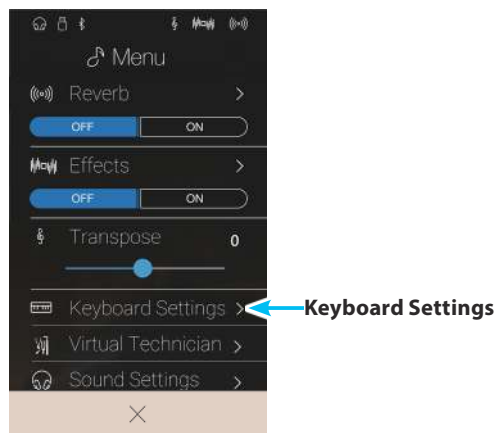 Menu
Reverb
OFF ON
Effects
OFF ON
Transpose 0
Keyboard Settings
Keyboard Settings
Virtual Technician
Sound Settings